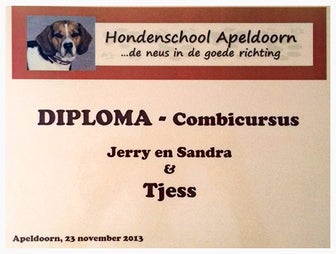 Hondenschool Apeldoorn
...de neus in de goede richting
DIPLOMA - Combicursus
Jerry en Sandra
&
Tjess
Apeldoorn, 23 november 2013